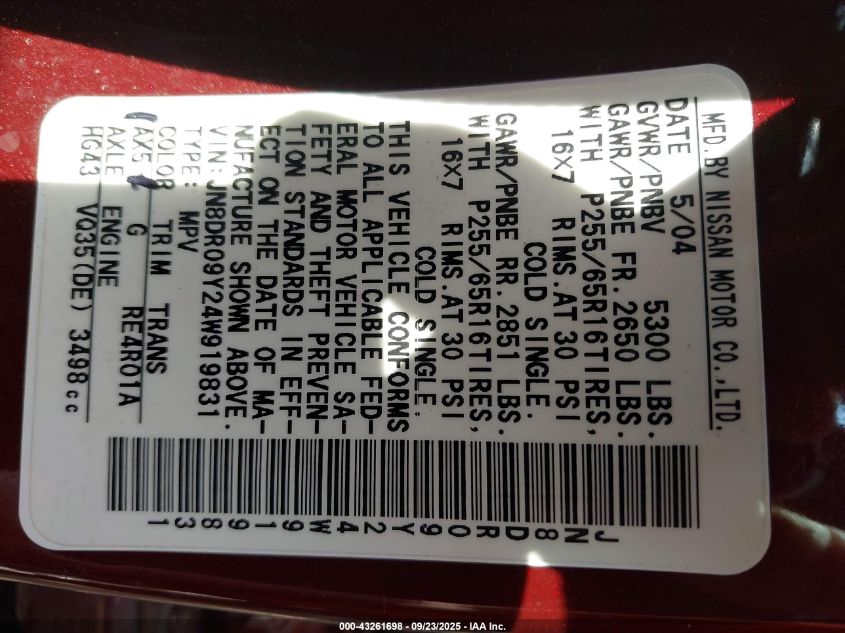 MFD.BY NISSAN MOTOR CO.,LTD.
DATE 5/04
GVWR/PNBV 5300 LBS.
GAWR/PNBE FR. 2650 LBS.
WITH P255/65R16TIRES,
16X7 RIMS.AT 30 PSI
COLD SINGLE.
GAWR/PNBE RR. 2851 LBS.
WITH P255/65R16TIRES,
16X7 RIMS.AT 30 PSI
COLD SINGLE.
THIS VEHICLE CONFORMS
TO ALL APPLICABLE FED-
ERAL MOTOR VEHICLE SA-
FETY AND THEFT PREVEN-
TION STANDARDS IN EFF-
ECT ON THE DATE OF MA-
NUFACTURE SHOWN ABOVE.
VIN:JN8DR09Y24W919831
TYPE: MPV
COLOR TRIM TRANS
AX5 G RE4R01A
AXLE ENGINE
HG43 VQ35(DE) 3498cc
JN8DR09Y24W919831
000-43261698 - 09/23/2025 - IAA Inc.